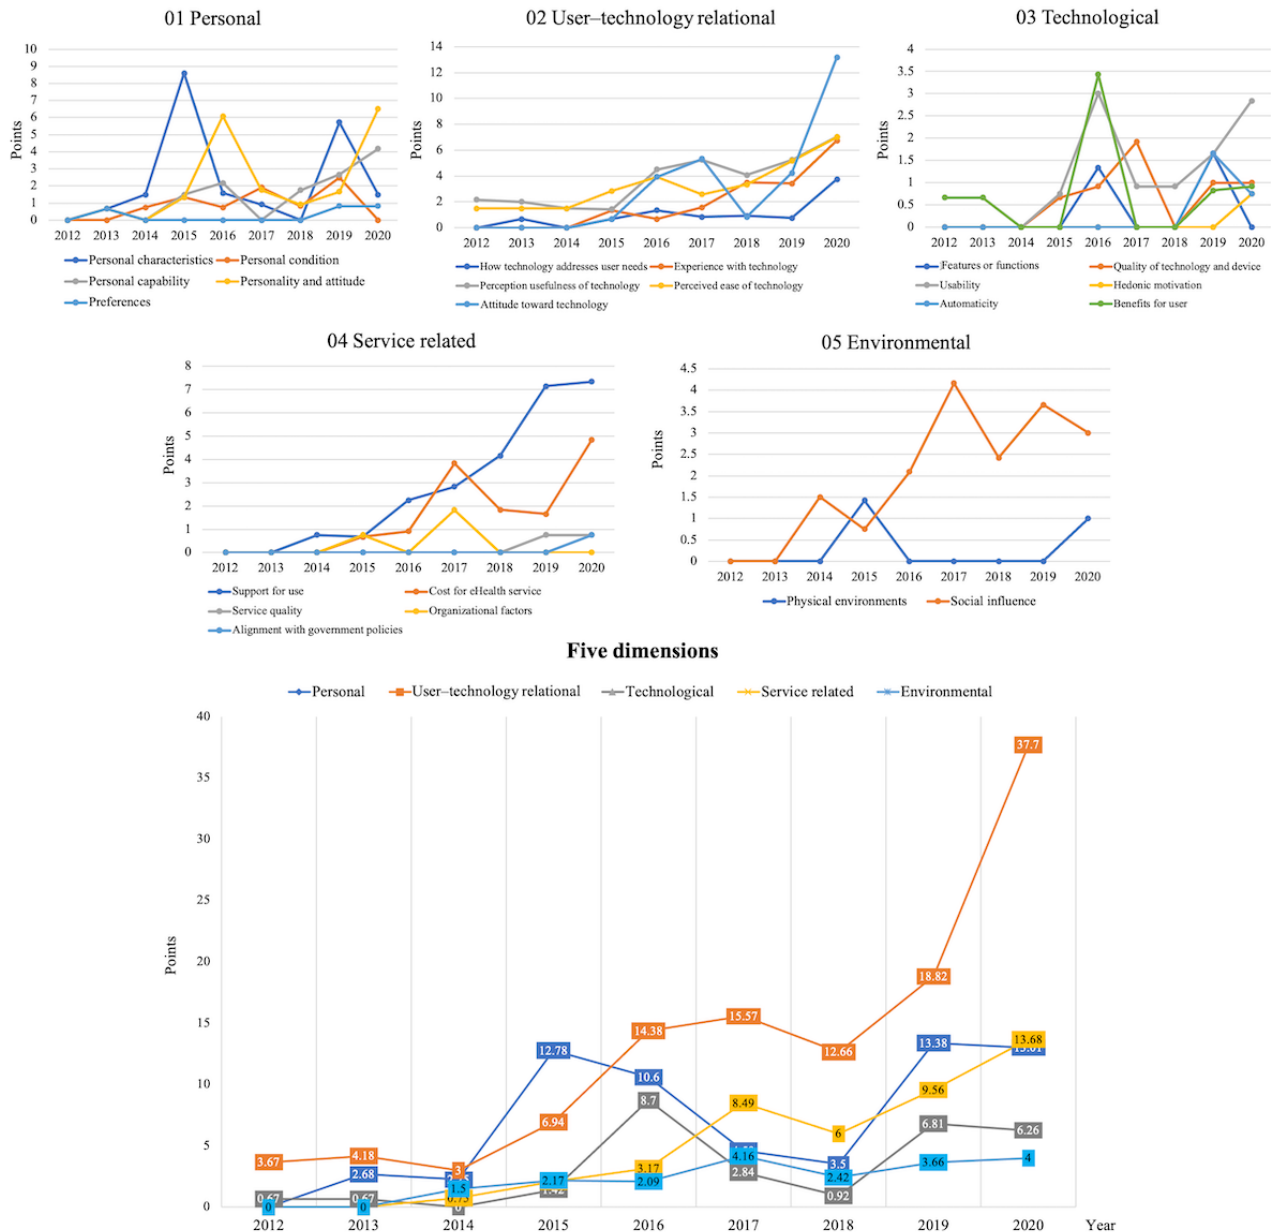 01 Personal
10
9
8
7
6
5
4
3
2
1
0
Points
2012 2013 2014 2015 2016 2017 2018 2019 2020
Personal characteristics Personal condition
Personal capability Personality and attitude
Preferences
02 User–technology relational
14
12
10
8
6
4
2
0
Points
2012 2013 2014 2015 2016 2017 2018 2019 2020
How technology addresses user needs Experience with technology
Perception usefulness of technology Perceived ease of technology
Attitude toward technology
03 Technological
4
3.5
3
2.5
2
1.5
1
0.5
0
Points
2012 2013 2014 2015 2016 2017 2018 2019 2020
Features or functions Quality of technology and device
Usability Hedonic motivation
Automaticity Benefits for user
04 Service related
8
7
6
5
4
3
2
1
0
Points
2012 2013 2014 2015 2016 2017 2018 2019 2020
Support for use Cost for eHealth service
Service quality Organizational factors
Alignment with government policies
05 Environmental
4.5
4
3.5
3
2.5
2
1.5
1
0.5
0
Points
2012 2013 2014 2015 2016 2017 2018 2019 2020
Physical environments Social influence
Five dimensions
Personal User–technology relational Technological Service related Environmental
40
35
30
25
20
15
10
5
0
Points
37.7
18.82
15.57
14.38
13.68
13.38
12.78
12.66
10.6
9.56
8.7
8.49
6.94
6.81
6.26
6
4.18
4.16
4
3.67
3.66
3.5
3.17
3
2.84
2.68
2.42
2.17
2.09
1.5
0.92
0.67 0.67
0 0 0
2012 2013 2014 2015 2016 2017 2018 2019 2020 Year